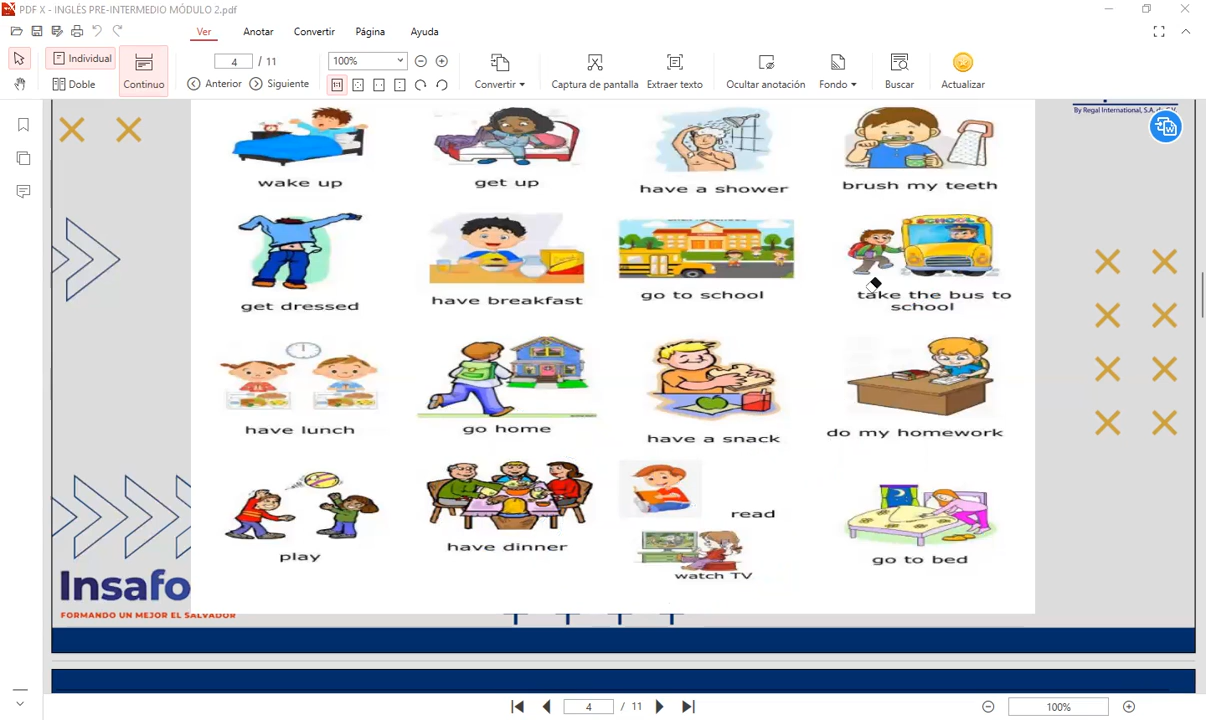 PDF X - INGLÉS PRE-INTERMEDIO MÓDULO 2.pdf
Ver Anotar Convertir Página Ayuda
Individual
Doble
Continuo
4 / 11
Anterior Siguiente
100%
Convertir
Captura de pantalla
Extraer texto
Ocultar anotación
Fondo
Buscar
Actualizar
By Regal International, S.A. de C.V.
wake up
get up
have a shower
brush my teeth
get dressed
have breakfast
go to school
take the bus to
school
have lunch
go home
have a snack
do my homework
play
have dinner
read
watch TV
go to bed
Insafo
FORMANDO UN MEJOR EL SALVADOR
4 / 11
100%